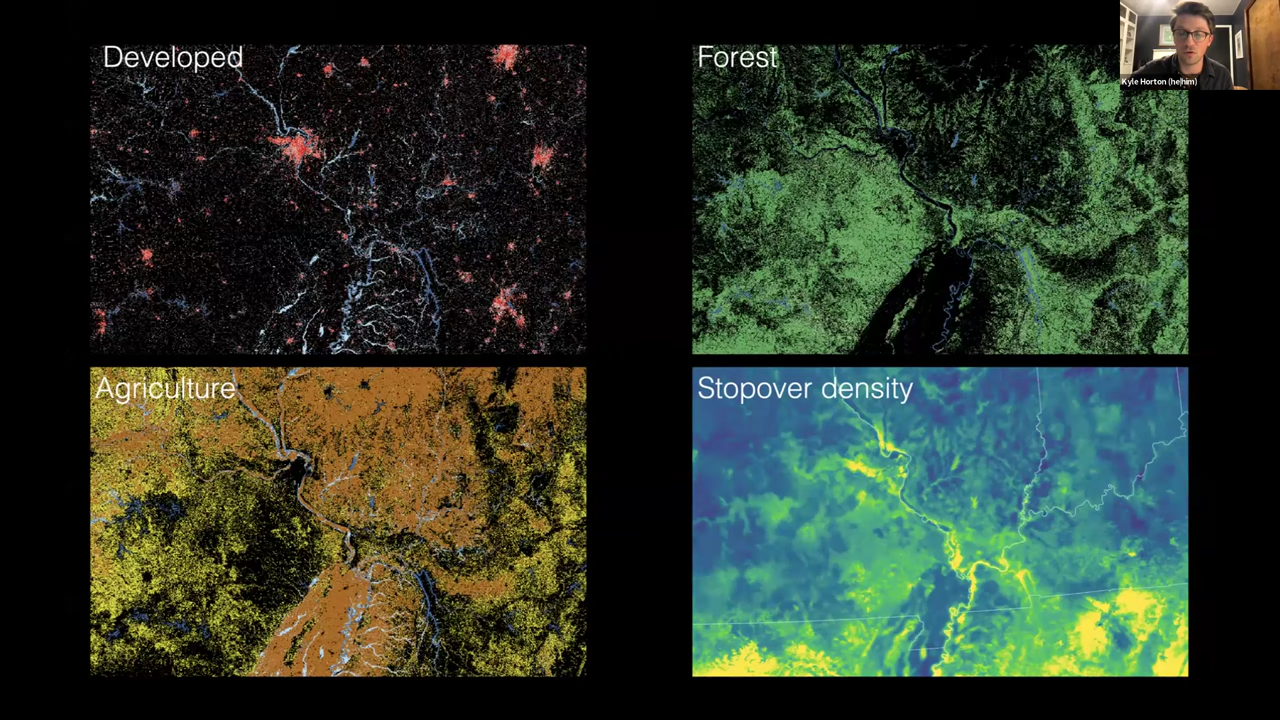 Developed
Forest
Kyle Horton (he|him)
Agriculture
Stopover density